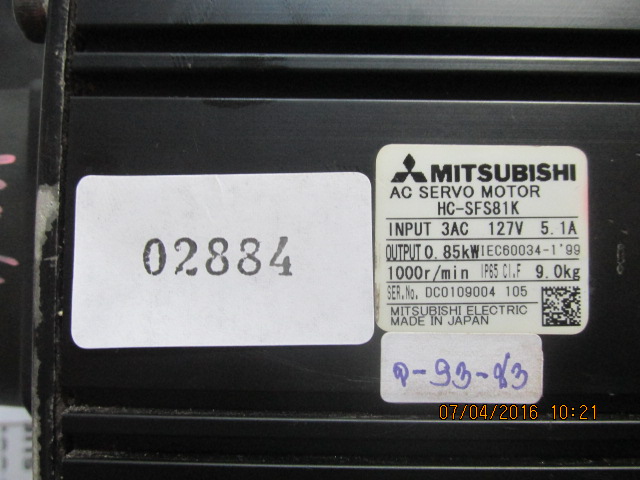 02884
MITSUBISHI
AC SERVO MOTOR
HC-SFS81K
INPUT 3AC 127V 5.1A
OUTPUT 0.85kW IEC60034-1'99
1000r/min IP65 Cl.F 9.0kg
SER.No. DC0109004 105
MITSUBISHI ELECTRIC
MADE IN JAPAN
07/04/2016 10:21